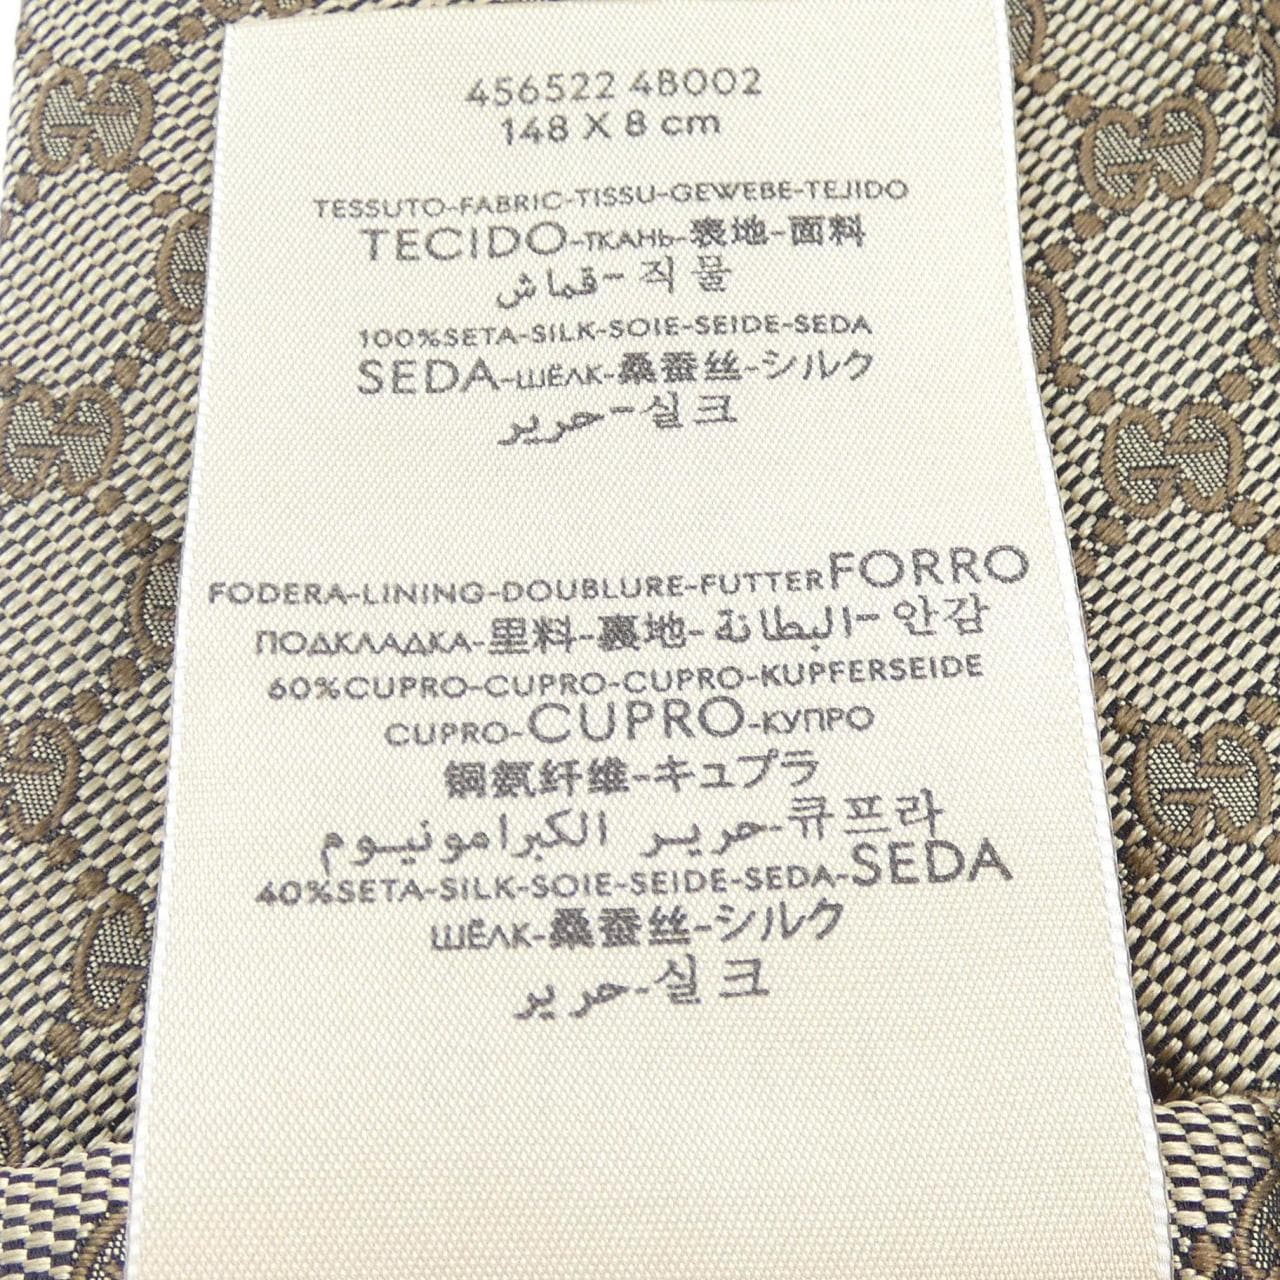 456522 4B002
148 X 8 cm
TESSUTO-FABRIC-TISSU-GEWEBE-TEJIDO
TECIDO-ТКАНЬ-表地-面料
قماش-직물
100%SETA-SILK-SOIE-SEIDE-SEDA
SEDA-ШЁЛК-桑蚕丝-シルク
حرير-실크
FODERA-LINING-DOUBLURE-FUTTERFORRO
ПОДКЛАДКА-里料-裏地-البطانة-안감
60%CUPRO-CUPRO-CUPRO-KUPFERSEIDE
CUPRO-CUPRO-КУПРО
铜氨纤维-キュプラ
حرير الكبرامونيوم-큐프라
40%SETA-SILK-SOIE-SEIDE-SEDA-SEDA
ШЁЛК-桑蚕丝-シルク
حرير-실크